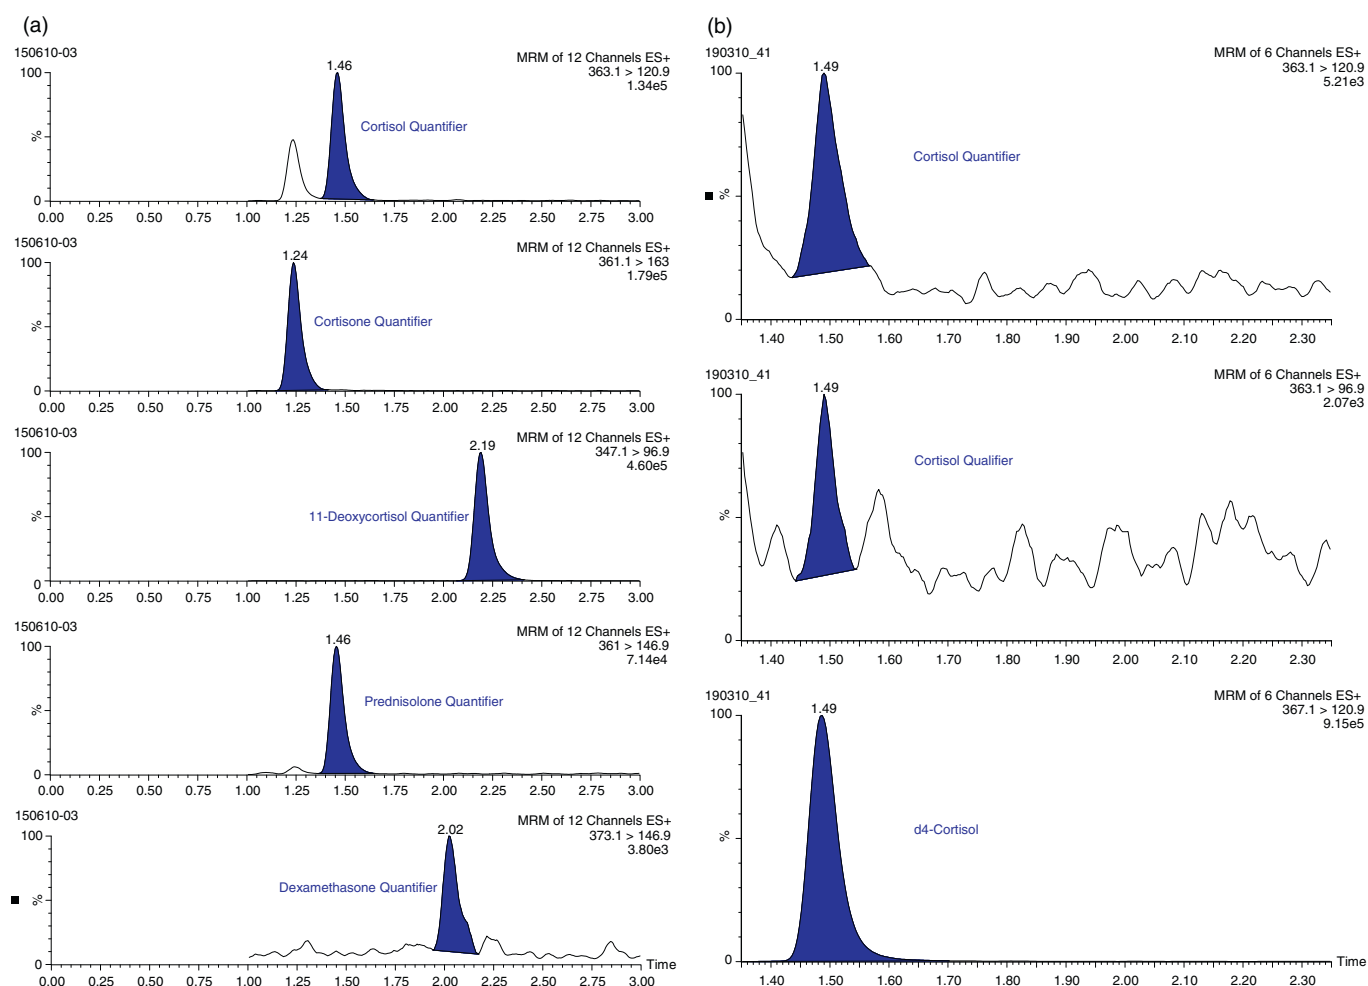 (a)
150610-03
MRM of 12 Channels ES+
363.1 > 120.9
1.34e5
100
%
0
1.46
Cortisol Quantifier
0.00 0.25 0.50 0.75 1.00 1.25 1.50 1.75 2.00 2.25 2.50 2.75 3.00
150610-03
MRM of 12 Channels ES+
361.1 > 163
1.79e5
100
%
0
1.24
Cortisone Quantifier
0.00 0.25 0.50 0.75 1.00 1.25 1.50 1.75 2.00 2.25 2.50 2.75 3.00
150610-03
MRM of 12 Channels ES+
347.1 > 96.9
4.60e5
100
%
0
2.19
11-Deoxycortisol Quantifier
0.00 0.25 0.50 0.75 1.00 1.25 1.50 1.75 2.00 2.25 2.50 2.75 3.00
150610-03
MRM of 12 Channels ES+
361 > 146.9
7.14e4
100
%
0
1.46
Prednisolone Quantifier
0.00 0.25 0.50 0.75 1.00 1.25 1.50 1.75 2.00 2.25 2.50 2.75 3.00
150610-03
MRM of 12 Channels ES+
373.1 > 146.9
3.80e3
100
%
0
2.02
Dexamethasone Quantifier
Time
0.00 0.25 0.50 0.75 1.00 1.25 1.50 1.75 2.00 2.25 2.50 2.75 3.00
(b)
190310_41
MRM of 6 Channels ES+
363.1 > 120.9
5.21e3
100
%
0
1.49
Cortisol Quantifier
1.40 1.50 1.60 1.70 1.80 1.90 2.00 2.10 2.20 2.30
190310_41
MRM of 6 Channels ES+
363.1 > 96.9
2.07e3
100
%
0
1.49
Cortisol Qualifier
1.40 1.50 1.60 1.70 1.80 1.90 2.00 2.10 2.20 2.30
190310_41
MRM of 6 Channels ES+
367.1 > 120.9
9.15e5
100
%
0
1.49
d4-Cortisol
Time
1.40 1.50 1.60 1.70 1.80 1.90 2.00 2.10 2.20 2.30